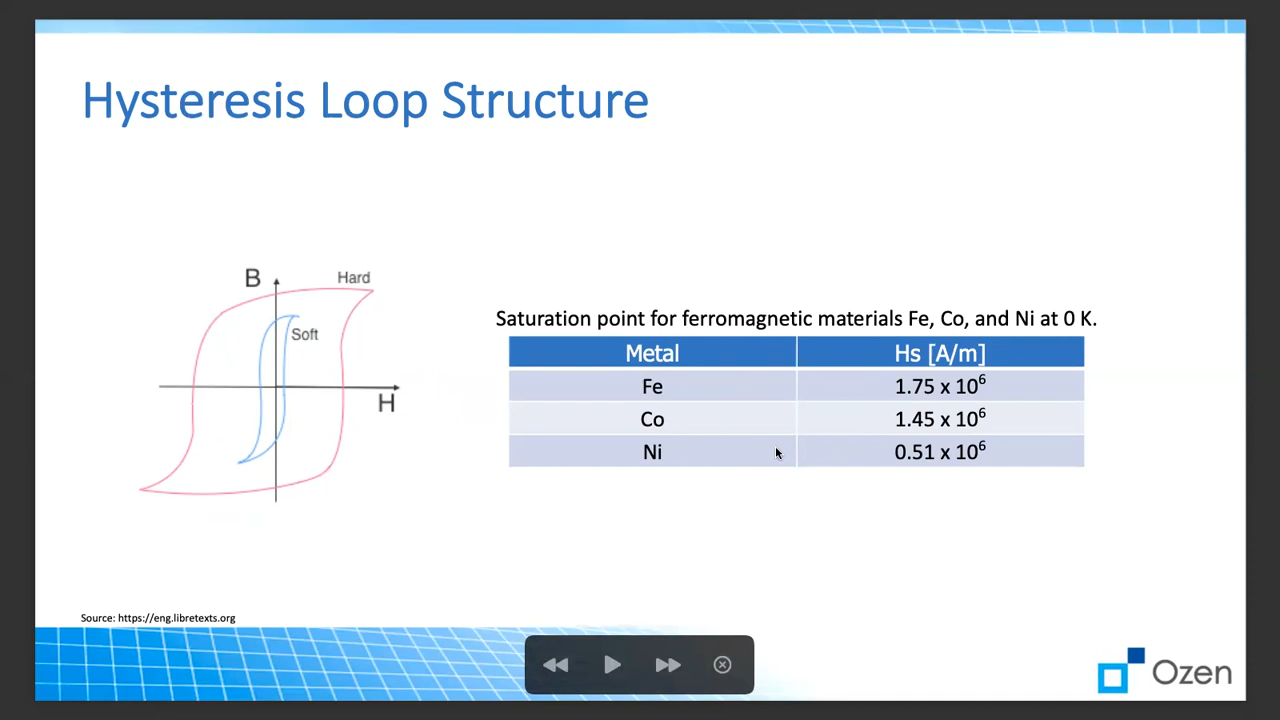 Hysteresis Loop Structure
B
Hard
Soft
H
Saturation point for ferromagnetic materials Fe, Co, and Ni at 0 K.
Metal Hs [A/m]
Fe 1.75 x 10⁶
Co 1.45 x 10⁶
Ni 0.51 x 10⁶
Source: https://eng.libretexts.org
Ozen